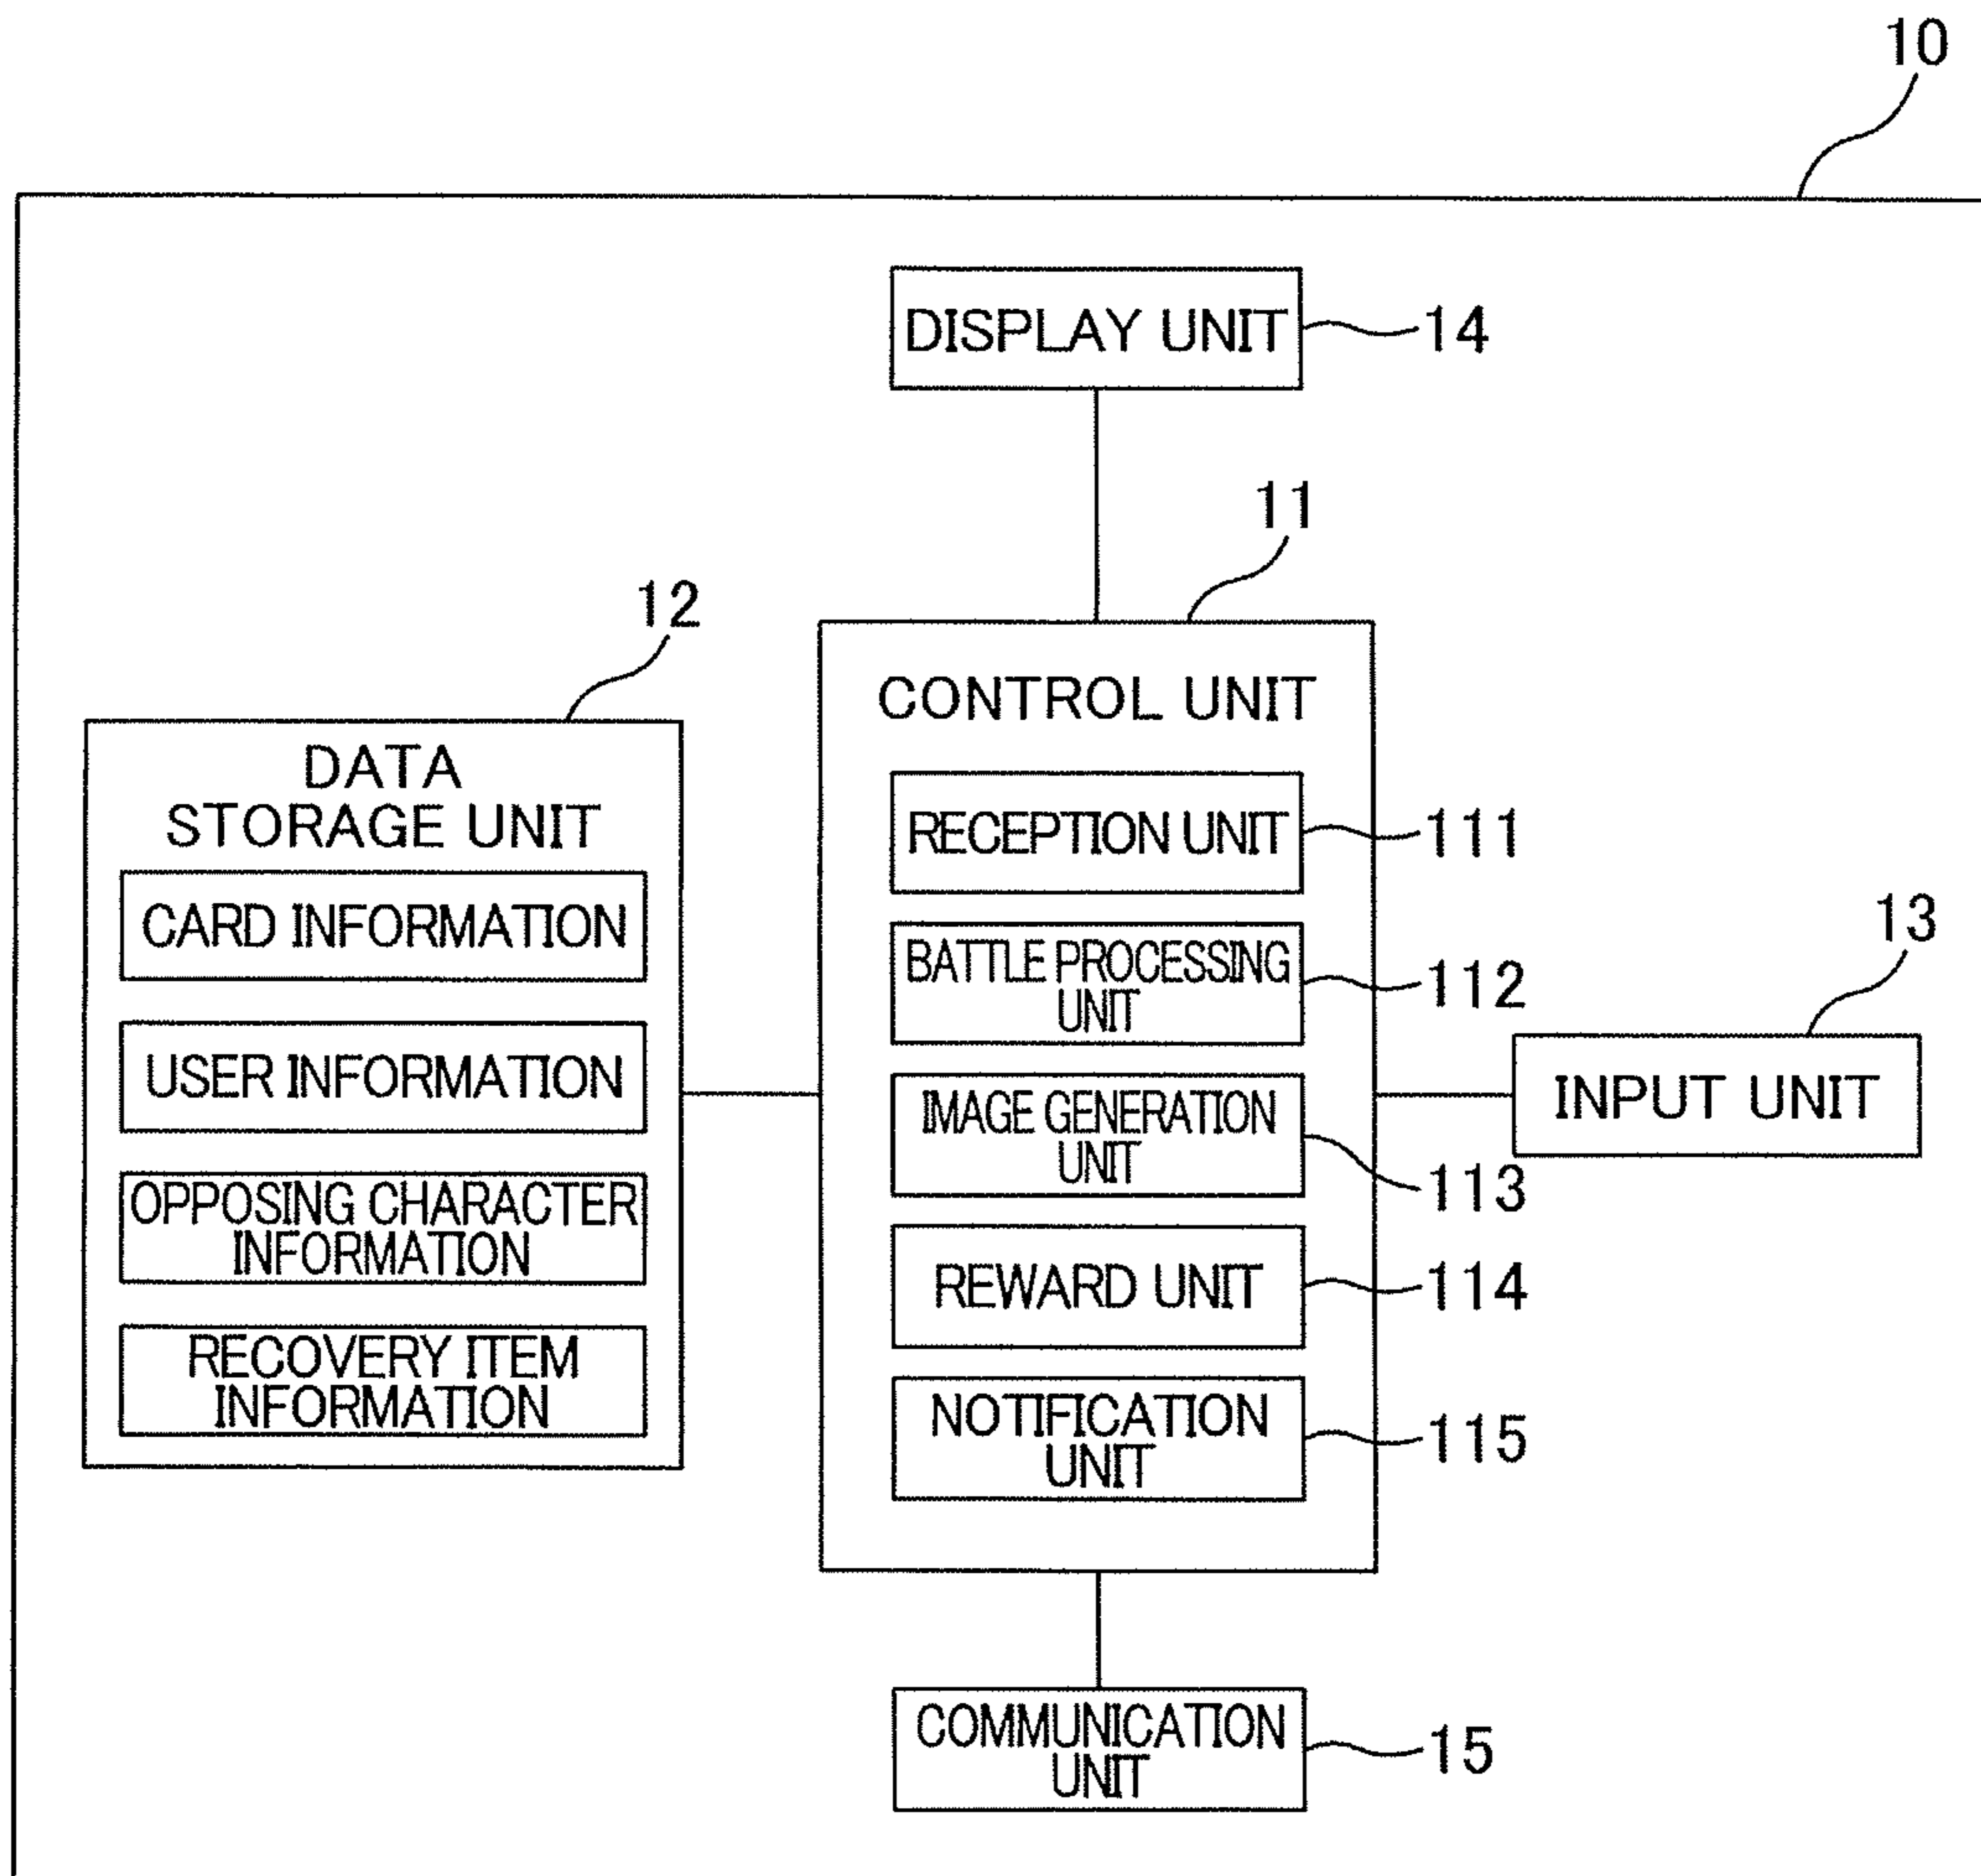 10
DISPLAY UNIT
14
11
12
CONTROL UNIT
DATA
STORAGE UNIT
RECEPTION UNIT
111
CARD INFORMATION
13
BATTLE PROCESSING
UNIT
112
USER INFORMATION
INPUT UNIT
IMAGE GENERATION
UNIT
113
OPPOSING CHARACTER
INFORMATION
REWARD UNIT
114
RECOVERY ITEM
INFORMATION
NOTIFICATION
UNIT
115
COMMUNICATION
UNIT
15